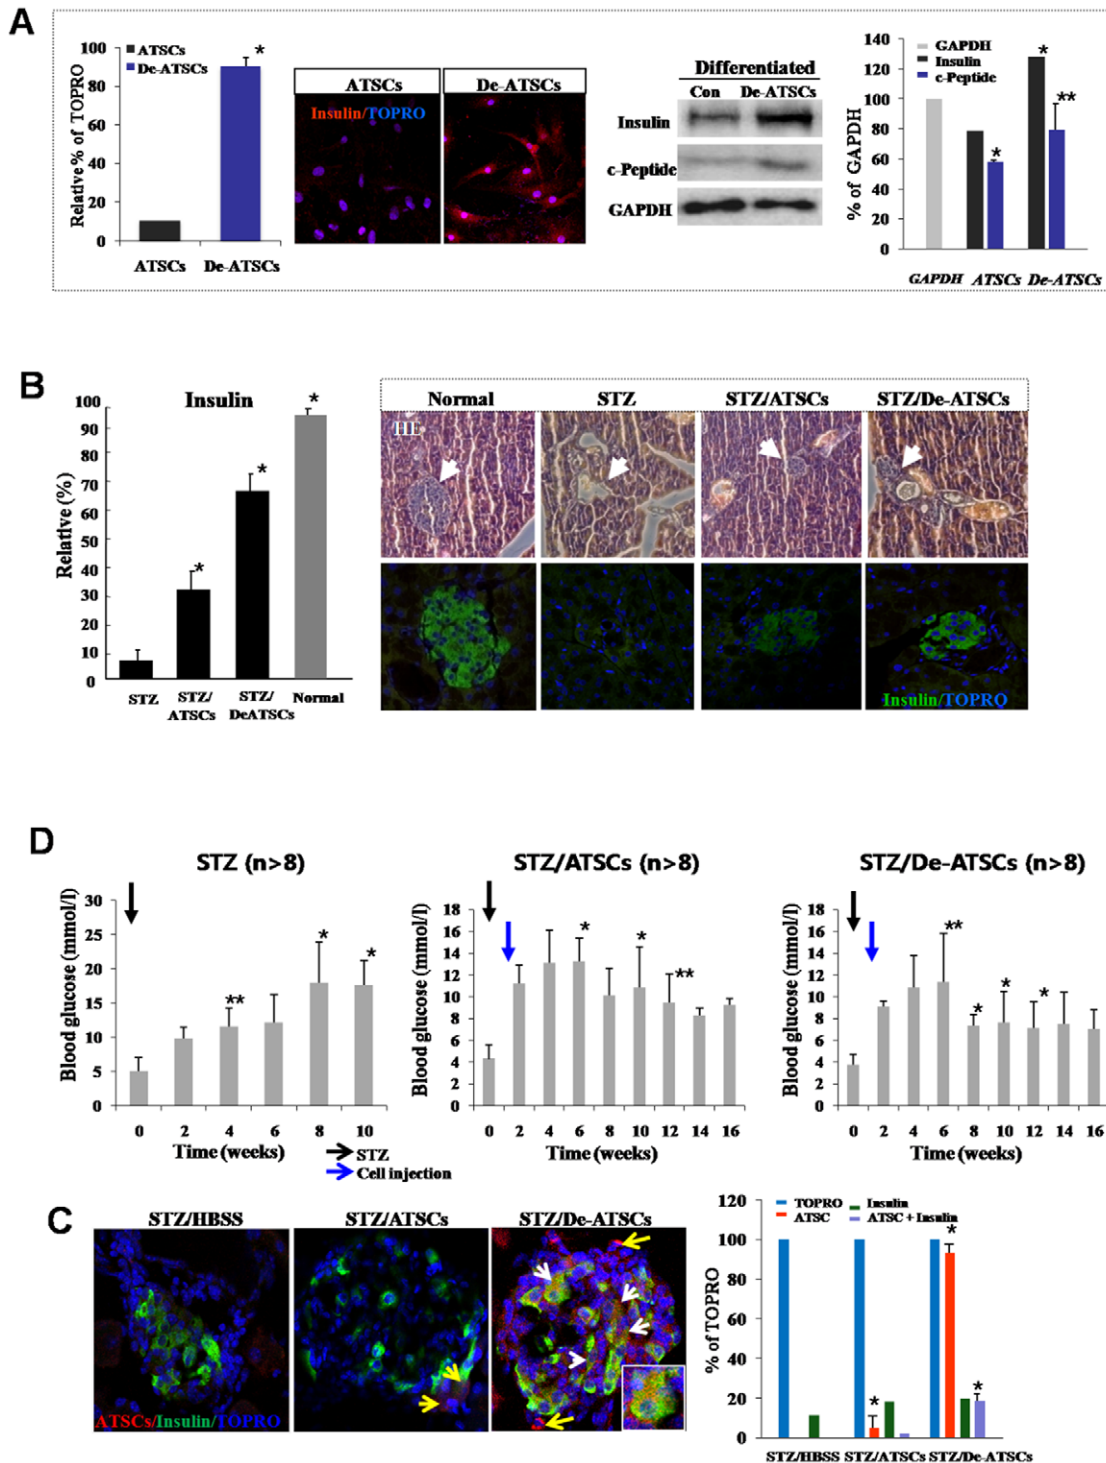 A
Relative% of TOPRO
100
80
60
40
20
0
ATSCs
De-ATSCs
*
ATSCs De-ATSCs
ATSCs De-ATSCs
Insulin/TOPRO
Differentiated
Con De-ATSCs
Insulin
c-Peptide
GAPDH
% of GAPDH
140
120
100
80
60
40
20
0
GAPDH
Insulin
c-Peptide
*
*
**
GAPDH ATSCs De-ATSCs
B
Insulin
Relative (%)
100
90
80
70
60
50
40
30
20
10
0
*
*
*
STZ
STZ/
ATSCs
STZ/
DeATSCs
Normal
Normal STZ STZ/ATSCs STZ/De-ATSCs
HE
Insulin/TOPRO
D
STZ (n>8)
Blood glucose (mmol/l)
30
25
20
15
10
5
0
**
*
*
0 2 4 6 8 10
Time (weeks)
STZ
Cell injection
STZ/ATSCs (n>8)
Blood glucose (mmol/l)
18
16
14
12
10
8
6
4
2
0
*
*
**
0 2 4 6 8 10 12 14 16
Time (weeks)
STZ/De-ATSCs (n>8)
Blood glucose (mmol/l)
18
16
14
12
10
8
6
4
2
0
**
*
*
*
0 2 4 6 8 10 12 14 16
Time (weeks)
C
STZ/HBSS STZ/ATSCs STZ/De-ATSCs
ATSCs/Insulin/TOPRO
% of TOPRO
120
100
80
60
40
20
0
TOPRO
ATSC
Insulin
ATSC + Insulin
*
*
*
STZ/HBSS STZ/ATSCs STZ/De-ATSCs